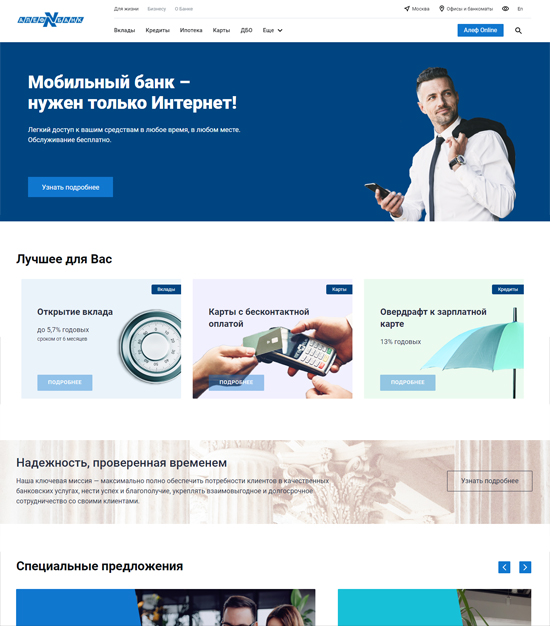 Для жизни Бизнесу О Банке Москва Офисы и банкоматы En
АЛЕФ БАНК
Вклады Кредиты Ипотека Карты ДБО Еще Алеф Online
Мобильный банк –
нужен только Интернет!
Легкий доступ к вашим средствам в любое время, в любом месте.
Обслуживание бесплатно.
Узнать подробнее
Лучшее для Вас
Вклады
Открытие вклада
до 5,7% годовых
сроком от 6 месяцев
ПОДРОБНЕЕ
Карты
Карты с бесконтактной
оплатой
ПОДРОБНЕЕ
Кредиты
Овердрафт к зарплатной
карте
13% годовых
ПОДРОБНЕЕ
Надежность, проверенная временем
Наша ключевая миссия — максимально полно обеспечить потребности клиентов в качественных
банковских услугах, нести успех и благополучие, укреплять взаимовыгодное и долгосрочное
сотрудничество со своими клиентами.
Узнать подробнее
Специальные предложения